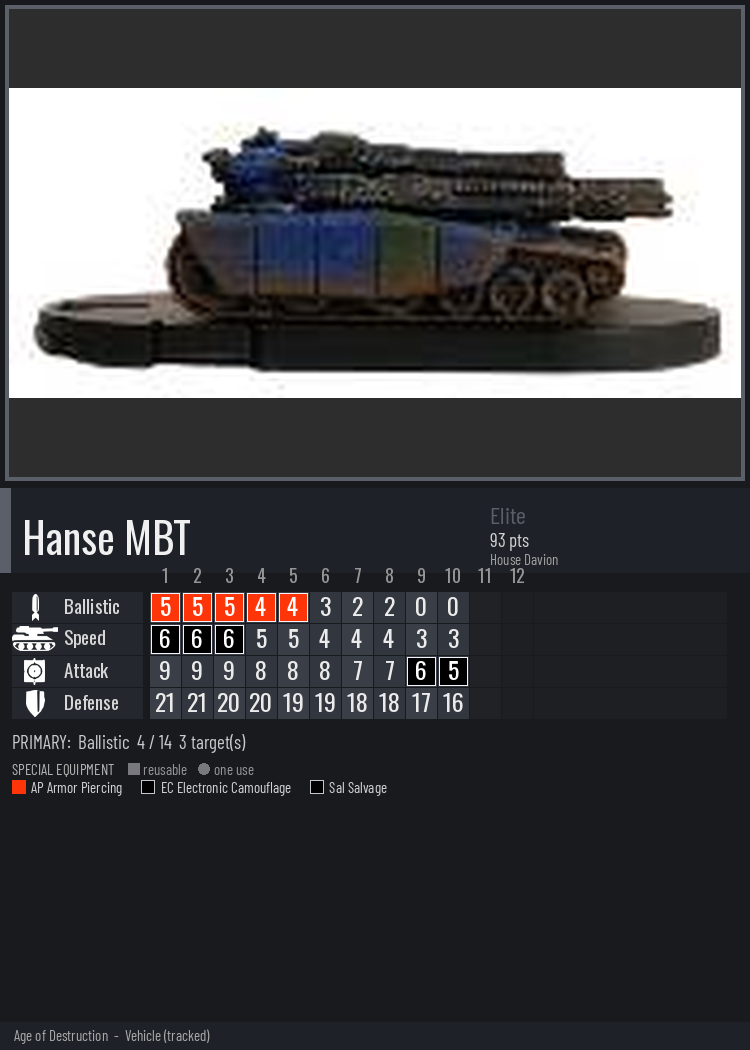 Hanse MBT
Elite
93 pts
House Davion
1 2 3 4 5 6 7 8 9 10 11 12
Ballistic 5 5 5 4 4 3 2 2 0 0
Speed 6 6 6 5 5 4 4 4 3 3
Attack 9 9 9 8 8 8 7 7 6 5
Defense 21 21 20 20 19 19 18 18 17 16
PRIMARY: Ballistic 4 / 14 3 target(s)
SPECIAL EQUIPMENT reusable one use
AP Armor Piercing EC Electronic Camouflage Sal Salvage
Age of Destruction - Vehicle (tracked)